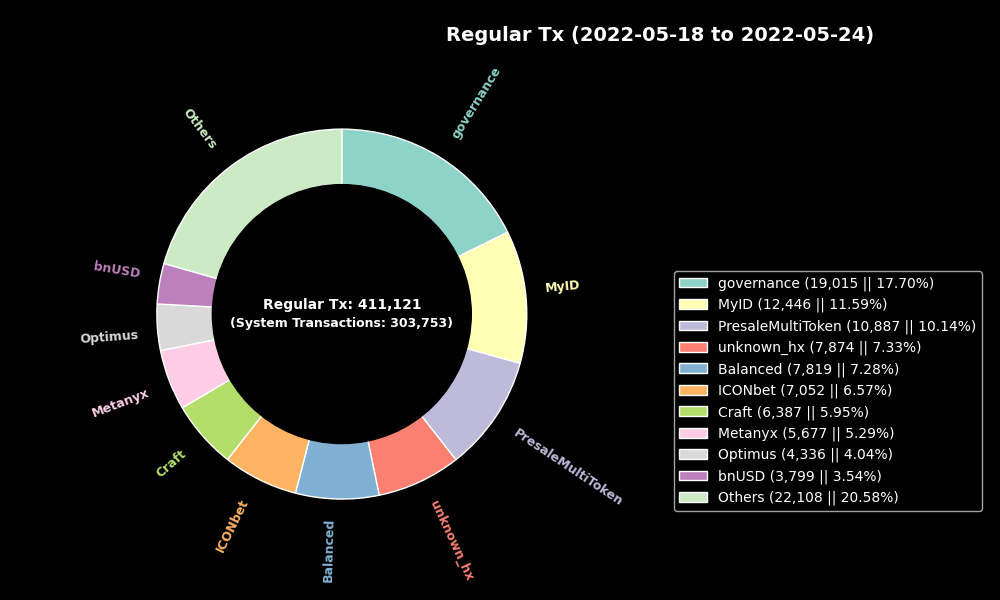 Regular Tx (2022-05-18 to 2022-05-24)
governance
Others
MyID
bnUSD
Optimus
Metanyx
Craft
ICONbet
Balanced
unknown_hx
PresaleMultiToken
Regular Tx: 411,121
(System Transactions: 303,753)
governance (19,015 || 17.70%)
MyID (12,446 || 11.59%)
PresaleMultiToken (10,887 || 10.14%)
unknown_hx (7,874 || 7.33%)
Balanced (7,819 || 7.28%)
ICONbet (7,052 || 6.57%)
Craft (6,387 || 5.95%)
Metanyx (5,677 || 5.29%)
Optimus (4,336 || 4.04%)
bnUSD (3,799 || 3.54%)
Others (22,108 || 20.58%)